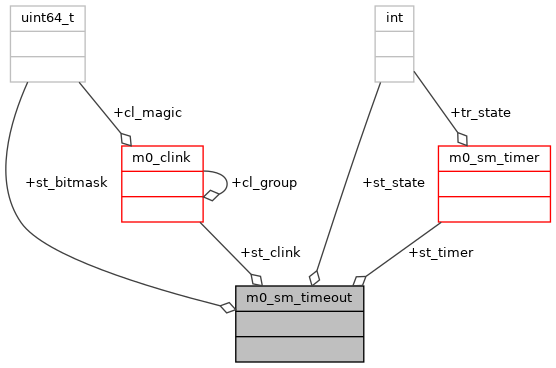 uint64_t
int
+cl_magic
+tr_state
m0_clink
m0_sm_timer
+st_bitmask
+cl_group
+st_state
+st_clink
+st_timer
m0_sm_timeout